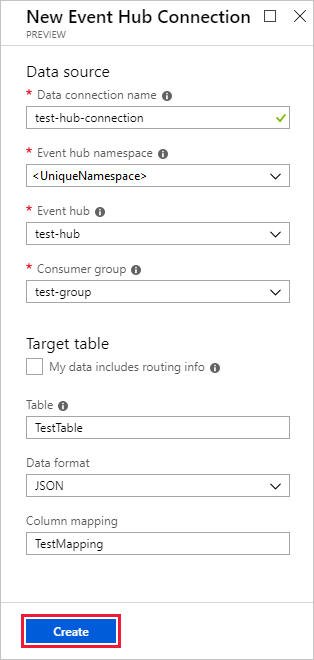 New Event Hub Connection
PREVIEW
Data source
* Data connection name
test-hub-connection
* Event hub namespace
<UniqueNamespace>
* Event hub
test-hub
* Consumer group
test-group
Target table
My data includes routing info
Table
TestTable
Data format
JSON
Column mapping
TestMapping
Create